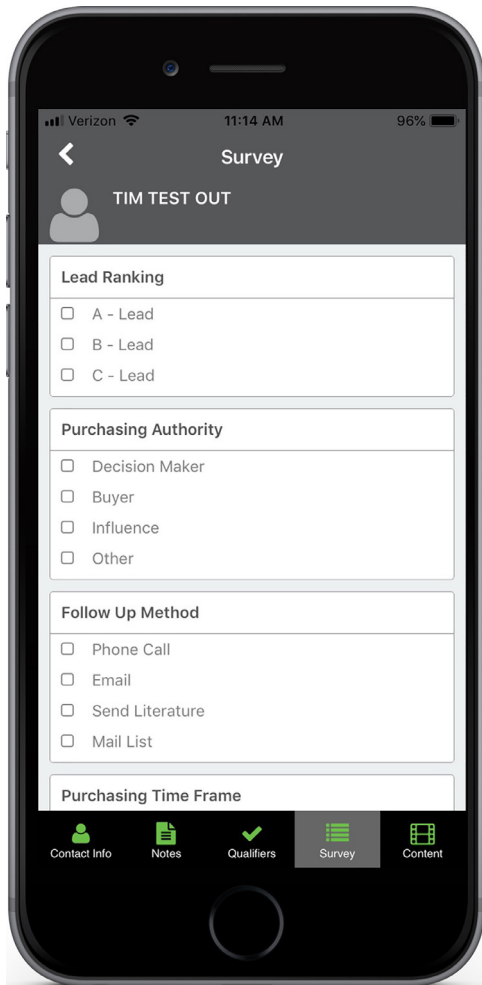 Verizon 11:14 AM 96%
Survey
TIM TEST OUT
Lead Ranking
A - Lead
B - Lead
C - Lead
Purchasing Authority
Decision Maker
Buyer
Influence
Other
Follow Up Method
Phone Call
Email
Send Literature
Mail List
Purchasing Time Frame
Contact Info Notes Qualifiers Survey Content